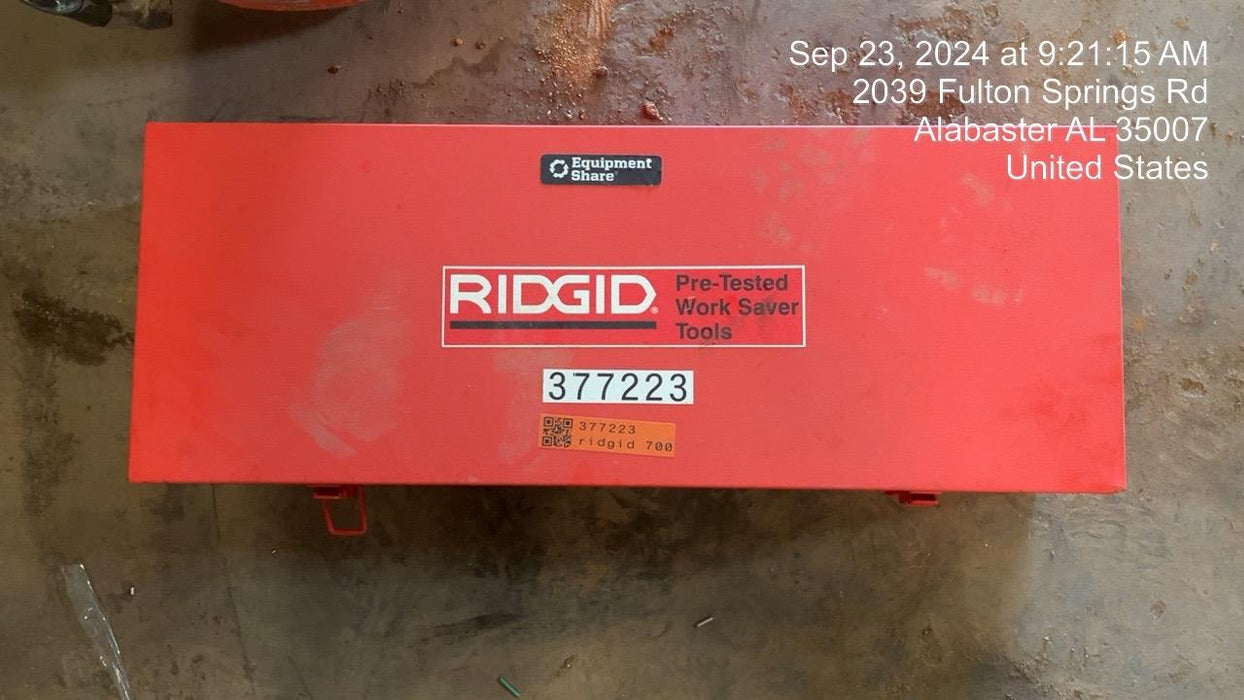 Sep 23, 2024 at 9:21:15 AM
2039 Fulton Springs Rd
Alabaster AL 35007
United States
Equipment
Share
RIDGID®
Pre-Tested
Work Saver
Tools
377223
377223
ridgid 700